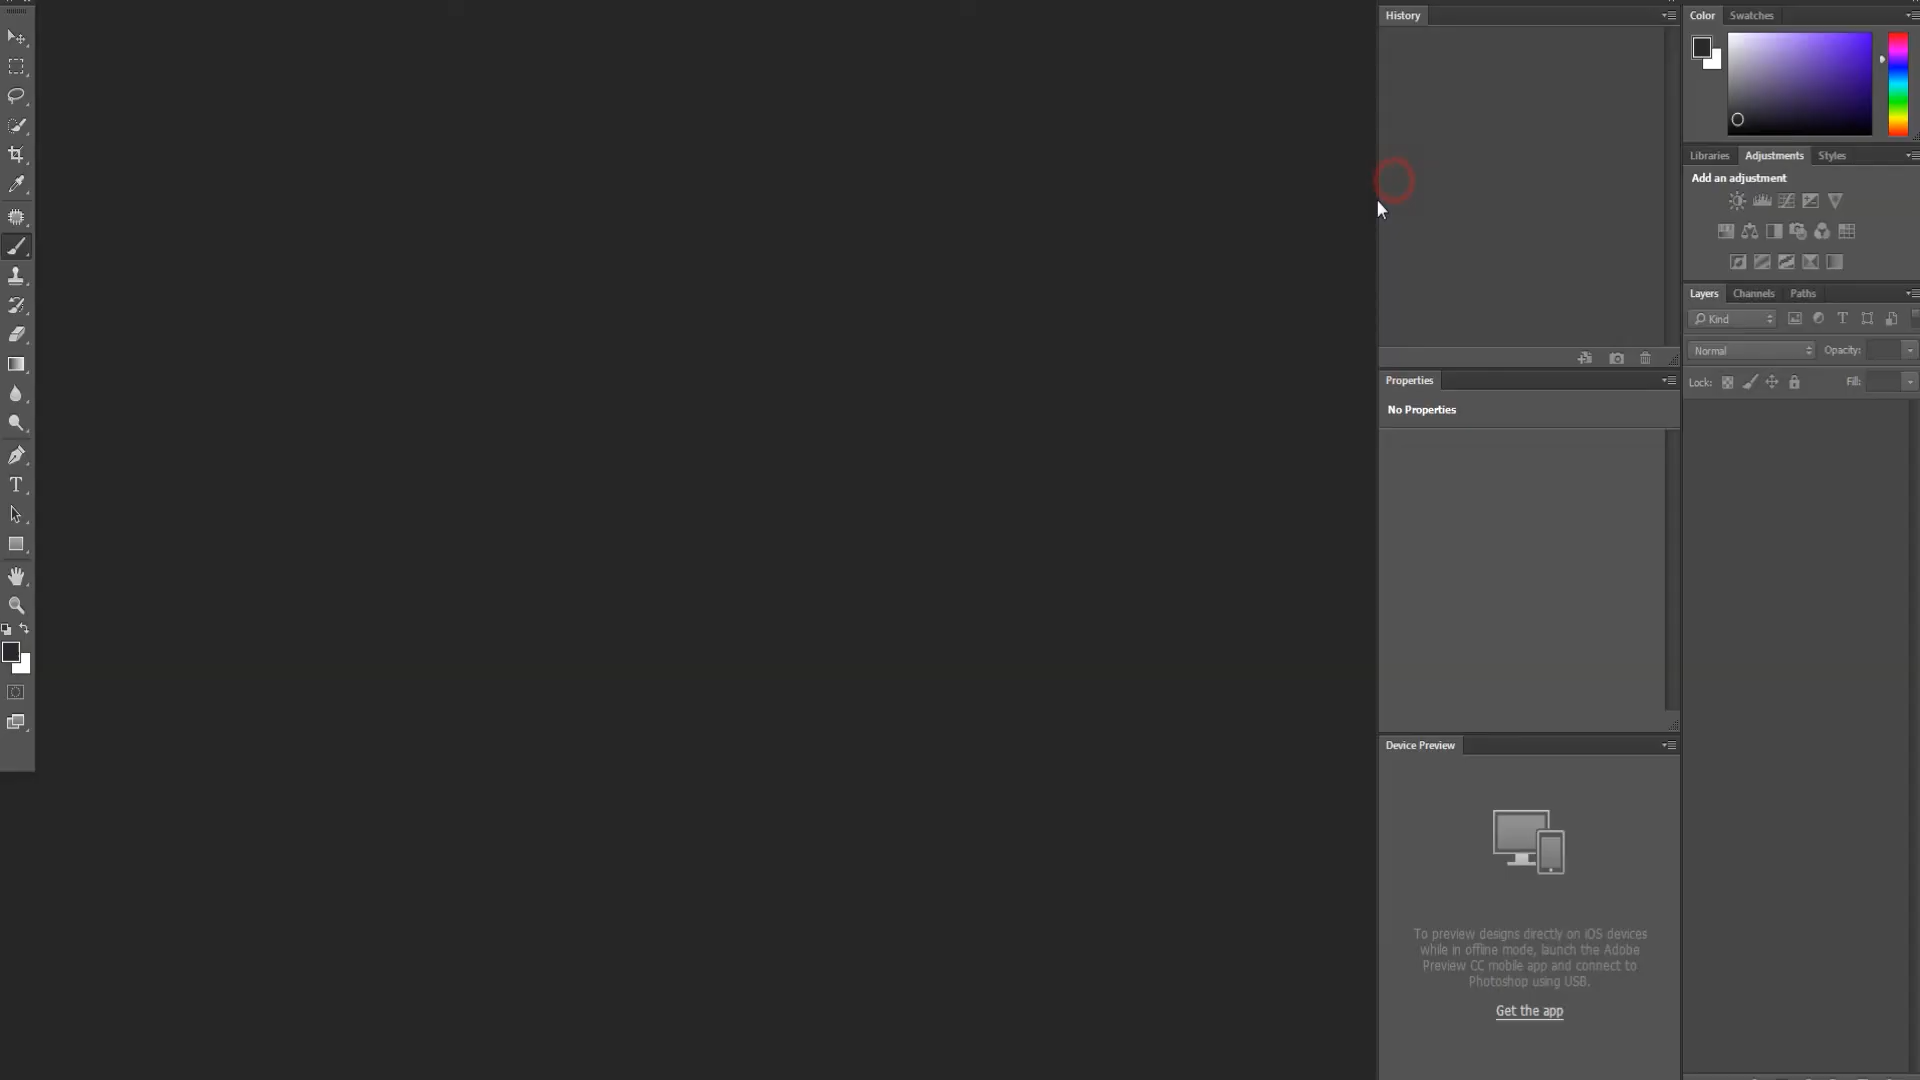 History
Color
Swatches
Libraries
Adjustments
Styles
Add an adjustment
Layers
Channels
Paths
Kind
Normal
Opacity:
Lock:
Fill:
Properties
No Properties
Device Preview
To preview designs directly on iOS devices
while in offline mode, launch the Adobe
Preview CC mobile app and connect to
Photoshop using USB.
Get the app